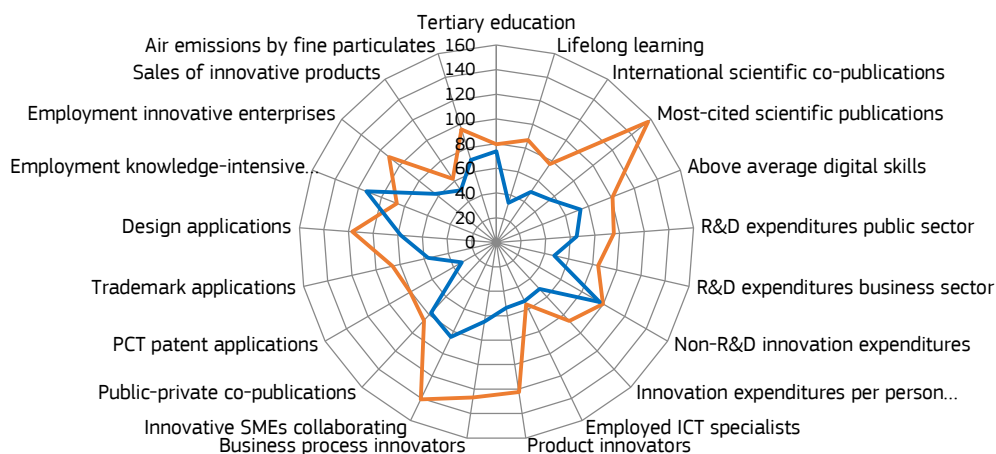 Tertiary education
Lifelong learning
International scientific co-publications
Most-cited scientific publications
Above average digital skills
R&D expenditures public sector
R&D expenditures business sector
Non-R&D innovation expenditures
Innovation expenditures per person...
Employed ICT specialists
Product innovators
Business process innovators
Innovative SMEs collaborating
Public-private co-publications
PCT patent applications
Trademark applications
Design applications
Employment knowledge-intensive...
Employment innovative enterprises
Sales of innovative products
Air emissions by fine particulates
160
140
120
100
80
60
40
20
0